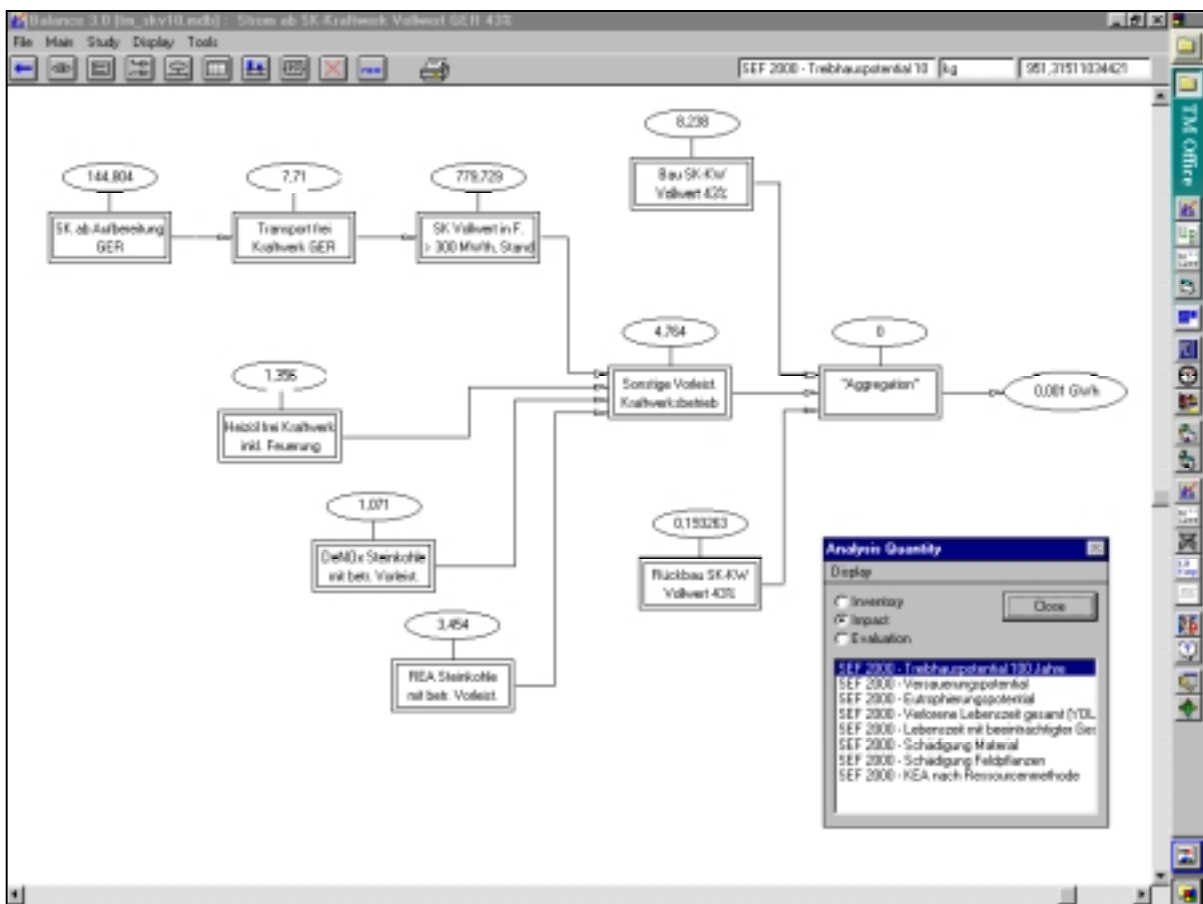 Balance 3.0 [tm_skv10.mdb] : Strom ab SK-Kraftwerk Vollwert GER 43%
File Main Study Display Tools
SEF 2000 - Treibhauspotential 10 kg 951,31511034421
8,238
Bau SK-KW
Vollwert 43%
144,804
SK ab Aufbereitung
GER
7,71
Transport frei
Kraftwerk GER
779,729
SK Vollwert in F.
> 300 MWth, Stand
4,764
Sonstige Vorleist.
Kraftwerksbetrieb
0
"Aggregation"
0,001 GWh
1,356
Heizöl frei Kraftwerk
inkl. Feuerung
1,071
DeNOx Steinkohle
mit betr. Vorleist.
0,193263
Rückbau SK-KW
Vollwert 43%
3,454
REA Steinkohle
mit betr. Vorleist.
Analysis Quantity
Display
Inventory
Impact
Evaluation
Close
SEF 2000 - Treibhauspotential 100 Jahre
SEF 2000 - Versauerungspotential
SEF 2000 - Eutropherungspotential
SEF 2000 - Verlorene Lebenszeit gesamt (YOL
SEF 2000 - Lebenszeit mit beeinträchtigter Ges
SEF 2000 - Schädigung Material
SEF 2000 - Schädigung Feldpflanzen
SEF 2000 - KEA nach Ressourcenmethode
TM Office